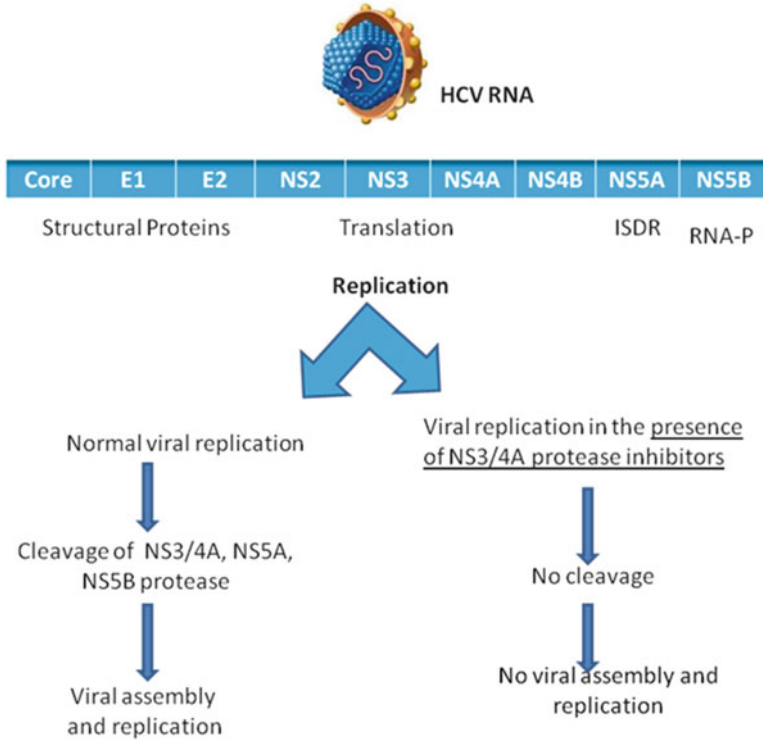 HCV RNA
Core E1 E2 NS2 NS3 NS4A NS4B NS5A NS5B
Structural Proteins Translation ISDR RNA-P
Replication
Normal viral replication
Cleavage of NS3/4A, NS5A,
NS5B protease
Viral assembly
and replication
Viral replication in the presence
of NS3/4A protease inhibitors
No cleavage
No viral assembly and
replication